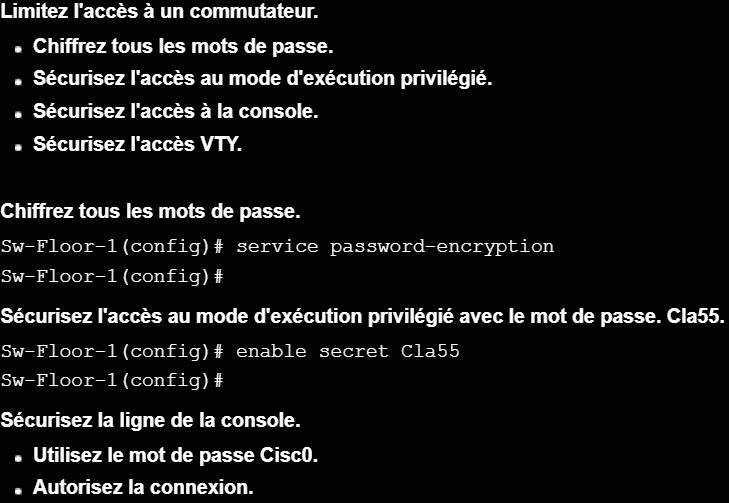 Limitez l'accès à un commutateur.
Chiffrez tous les mots de passe.
Sécurisez l'accès au mode d'exécution privilégié.
Sécurisez l'accès à la console.
Sécurisez l'accès VTY.
Chiffrez tous les mots de passe.
Sw-Floor-1(config)# service password-encryption
Sw-Floor-1(config)#
Sécurisez l'accès au mode d'exécution privilégié avec le mot de passe. Cla55.
Sw-Floor-1(config)# enable secret Cla55
Sw-Floor-1(config)#
Sécurisez la ligne de la console.
Utilisez le mot de passe Cisc0.
Autorisez la connexion.